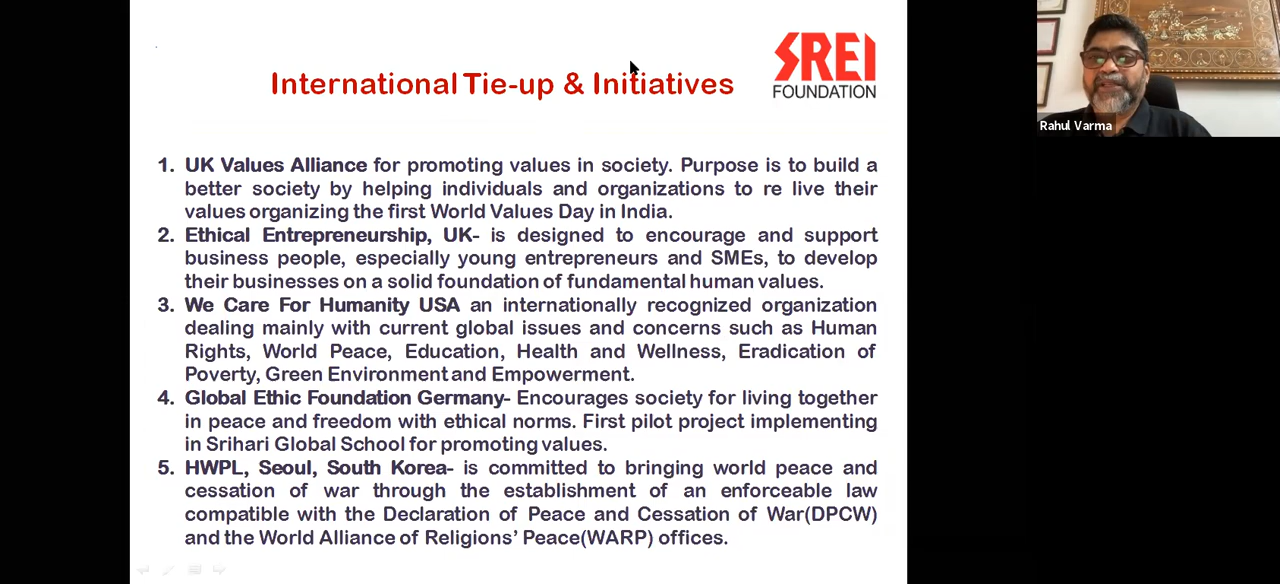 International Tie-up & Initiatives
SREI
FOUNDATION
Rahul Varma
1. UK Values Alliance for promoting values in society. Purpose is to build a
better society by helping individuals and organizations to re live their
values organizing the first World Values Day in India.
2. Ethical Entrepreneurship, UK- is designed to encourage and support
business people, especially young entrepreneurs and SMEs, to develop
their businesses on a solid foundation of fundamental human values.
3. We Care For Humanity USA an internationally recognized organization
dealing mainly with current global issues and concerns such as Human
Rights, World Peace, Education, Health and Wellness, Eradication of
Poverty, Green Environment and Empowerment.
4. Global Ethic Foundation Germany- Encourages society for living together
in peace and freedom with ethical norms. First pilot project implementing
in Srihari Global School for promoting values.
5. HWPL, Seoul, South Korea- is committed to bringing world peace and
cessation of war through the establishment of an enforceable law
compatible with the Declaration of Peace and Cessation of War(DPCW)
and the World Alliance of Religions’ Peace(WARP) offices.